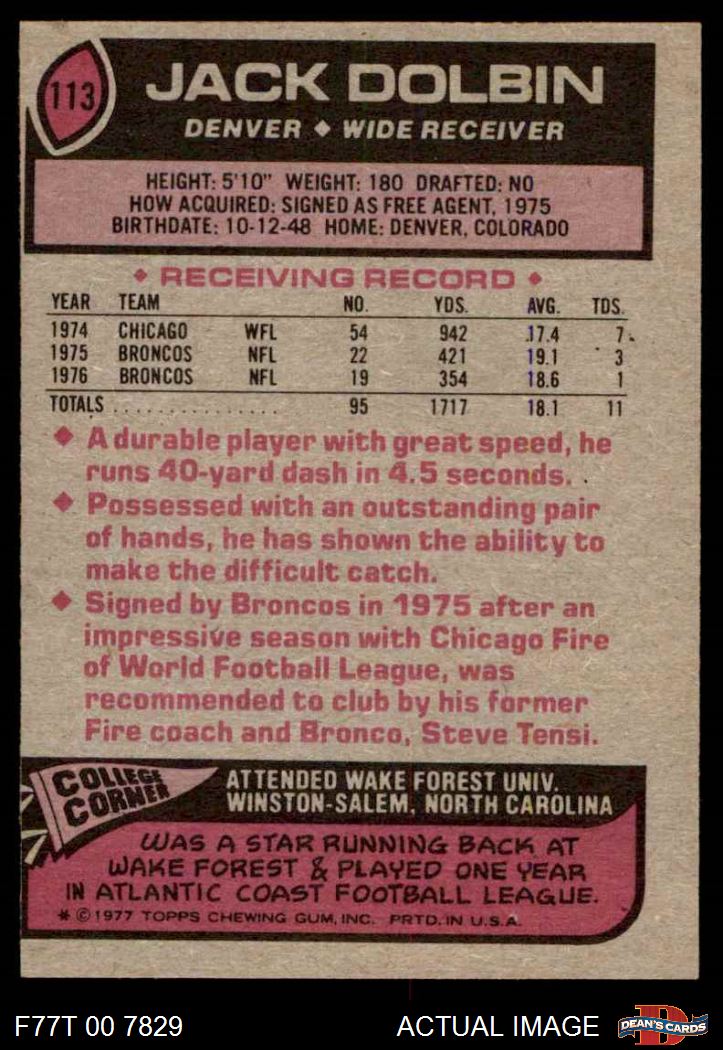 113
JACK DOLBIN
DENVER ◆ WIDE RECEIVER
HEIGHT: 5'10" WEIGHT: 180 DRAFTED: NO
HOW ACQUIRED: SIGNED AS FREE AGENT, 1975
BIRTHDATE: 10-12-48 HOME: DENVER, COLORADO
◆ RECEIVING RECORD ◆
YEAR TEAM NO. YDS. AVG. TDS.
1974 CHICAGO WFL 54 942 17.4 7
1975 BRONCOS NFL 22 421 19.1 3
1976 BRONCOS NFL 19 354 18.6 1
TOTALS ................ 95 1717 18.1 11
◆ A durable player with great speed, he
runs 40-yard dash in 4.5 seconds.
◆ Possessed with an outstanding pair
of hands, he has shown the ability to
make the difficult catch.
◆ Signed by Broncos in 1975 after an
impressive season with Chicago Fire
of World Football League, was
recommended to club by his former
Fire coach and Bronco, Steve Tensi.
COLLEGE
CORNER
ATTENDED WAKE FOREST UNIV.
WINSTON-SALEM, NORTH CAROLINA
WAS A STAR RUNNING BACK AT
WAKE FOREST & PLAYED ONE YEAR
IN ATLANTIC COAST FOOTBALL LEAGUE.
* © 1977 TOPPS CHEWING GUM, INC. PRTD. IN U.S.A.
F77T 00 7829
ACTUAL IMAGE
DEAN'S CARDS